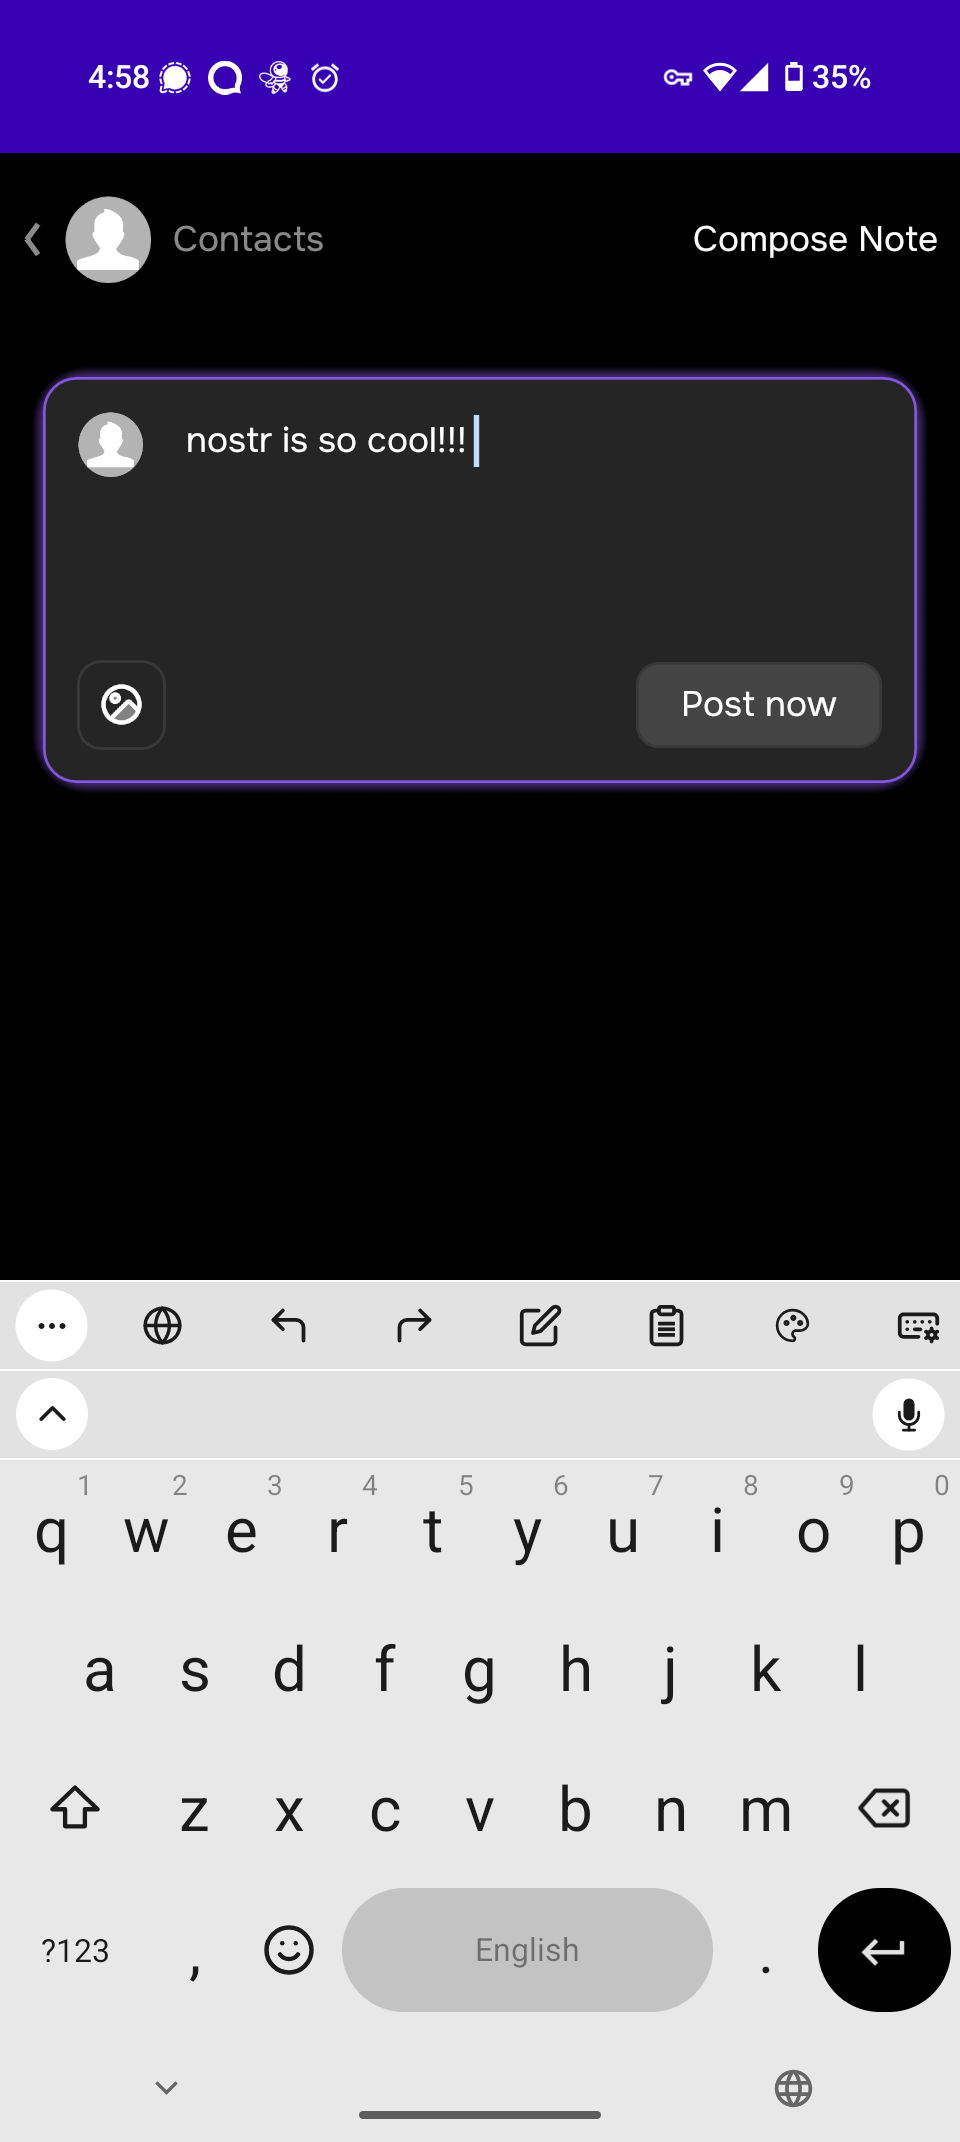 4:58 35%
Contacts Compose Note
nostr is so cool!!!
Post now
1 2 3 4 5 6 7 8 9 0
q w e r t y u i o p
a s d f g h j k l
z x c v b n m
?123 , English .